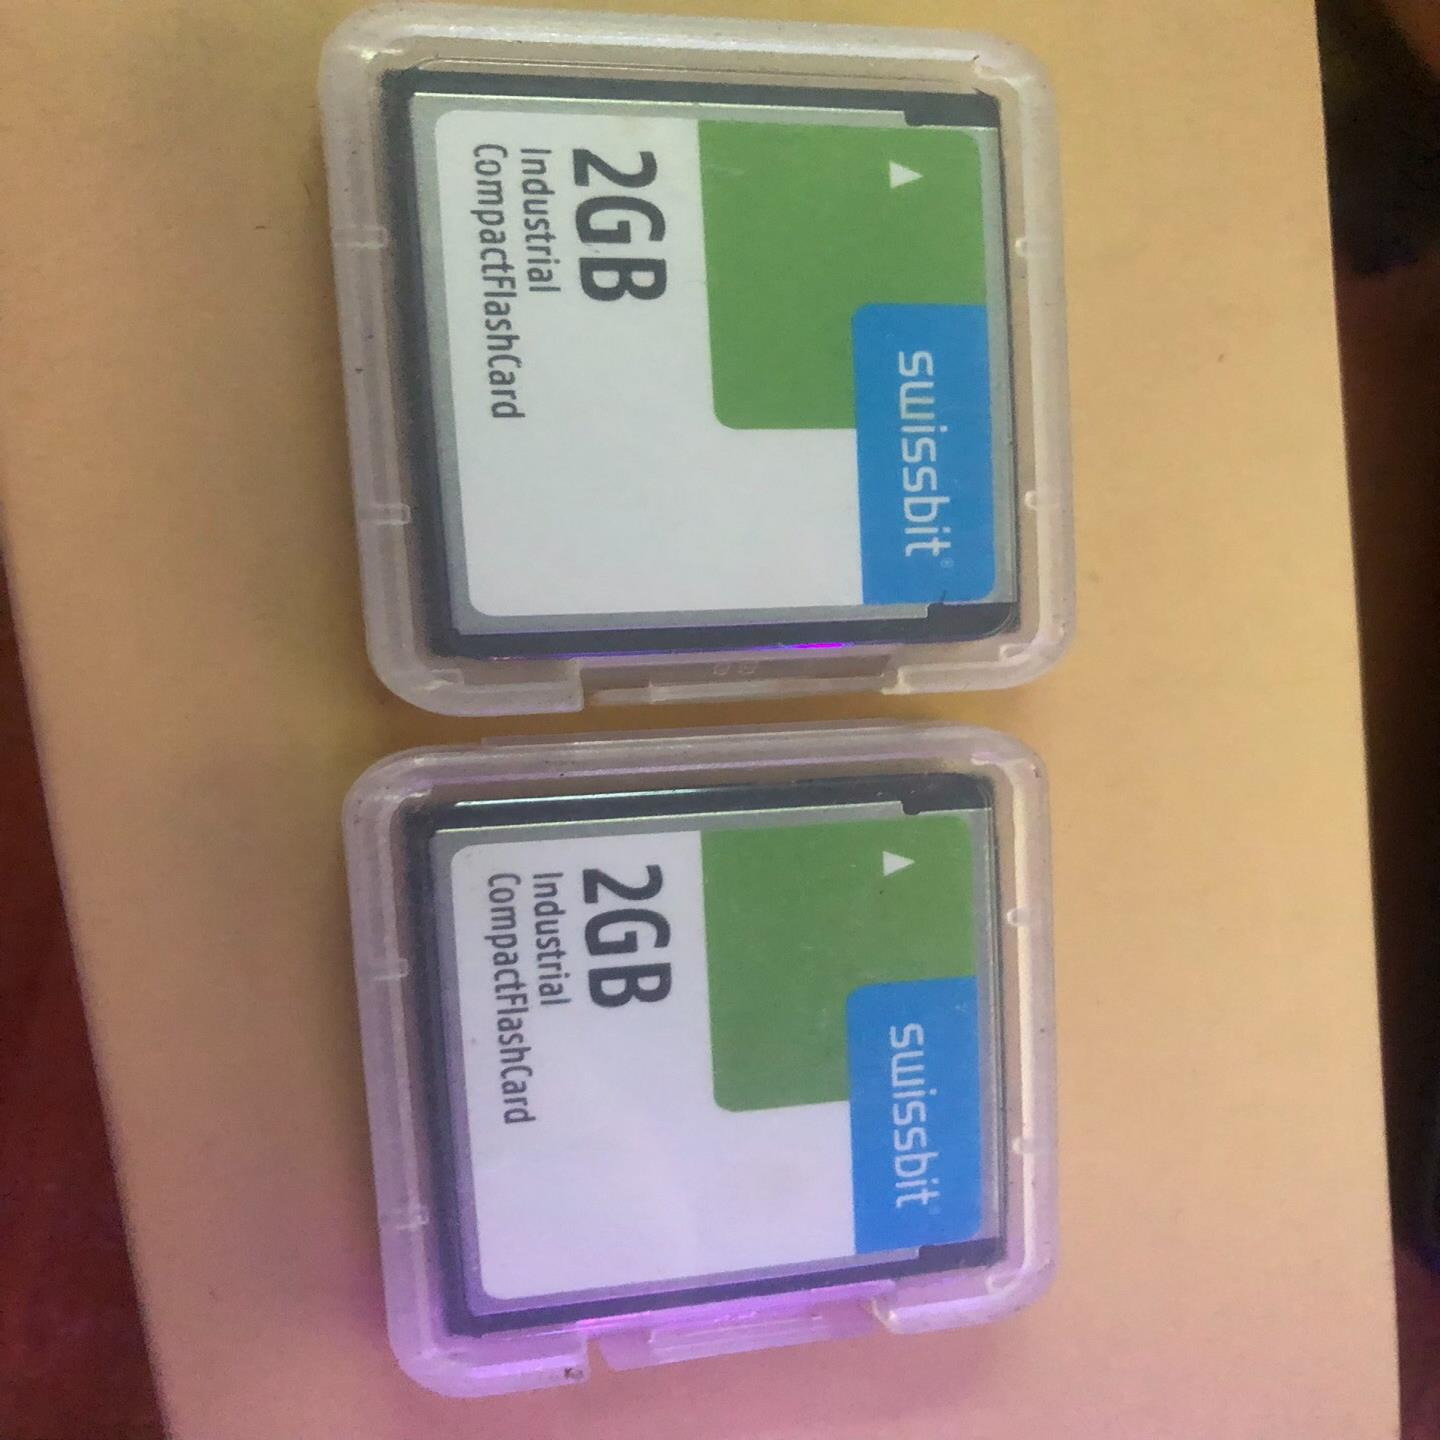 swissbit®
2GB
Industrial
CompactFlashCard
swissbit®
2GB
Industrial
CompactFlashCard